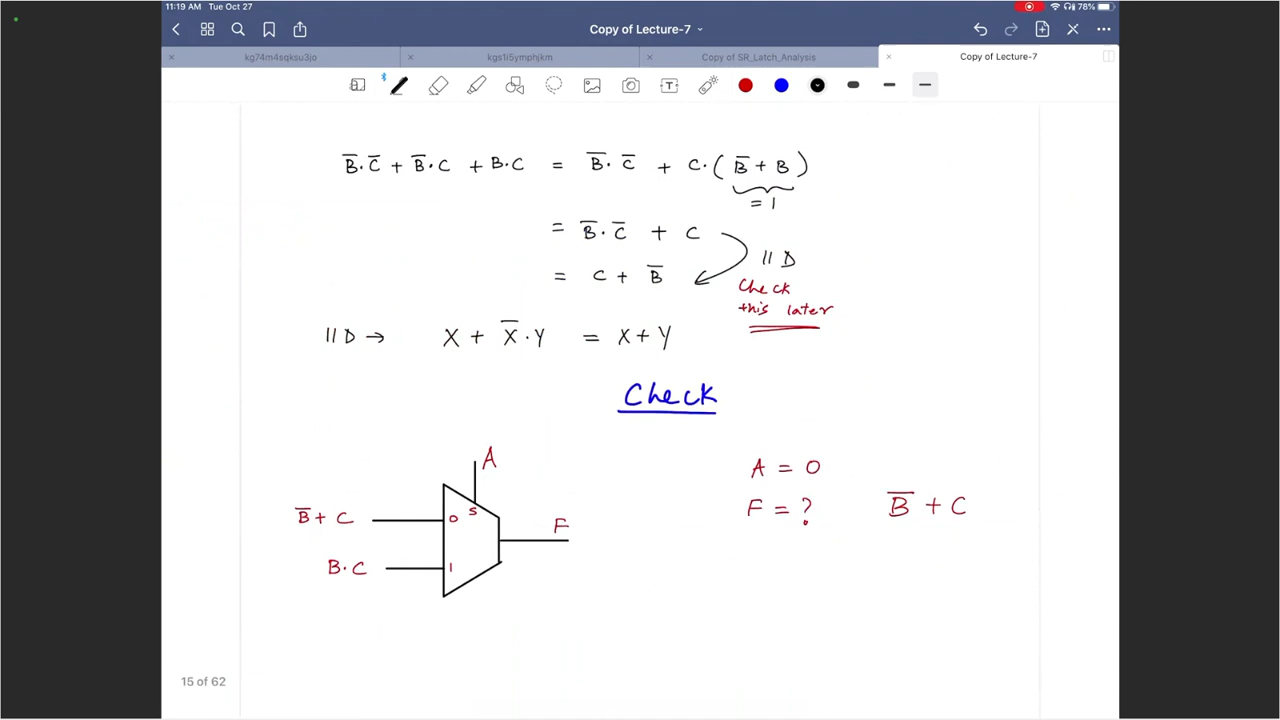 11:19 AM Tue Oct 27
78%
Copy of Lecture-7
kg74m4sqksu3jo
kgs1i5ymphjkm
Copy of SR_Latch_Analysis
Copy of Lecture-7
B̅·C̅ + B̅·C + B·C = B̅·C̅ + C·(B̅ + B)
= 1
= B̅·C̅ + C
11 D
= C + B̅
Check
this later
11 D → X + X̅·Y = X + Y
Check
A
A = 0
B̅ + C
0
S
F
F = ?
B̅ + C
B·C
1
15 of 62